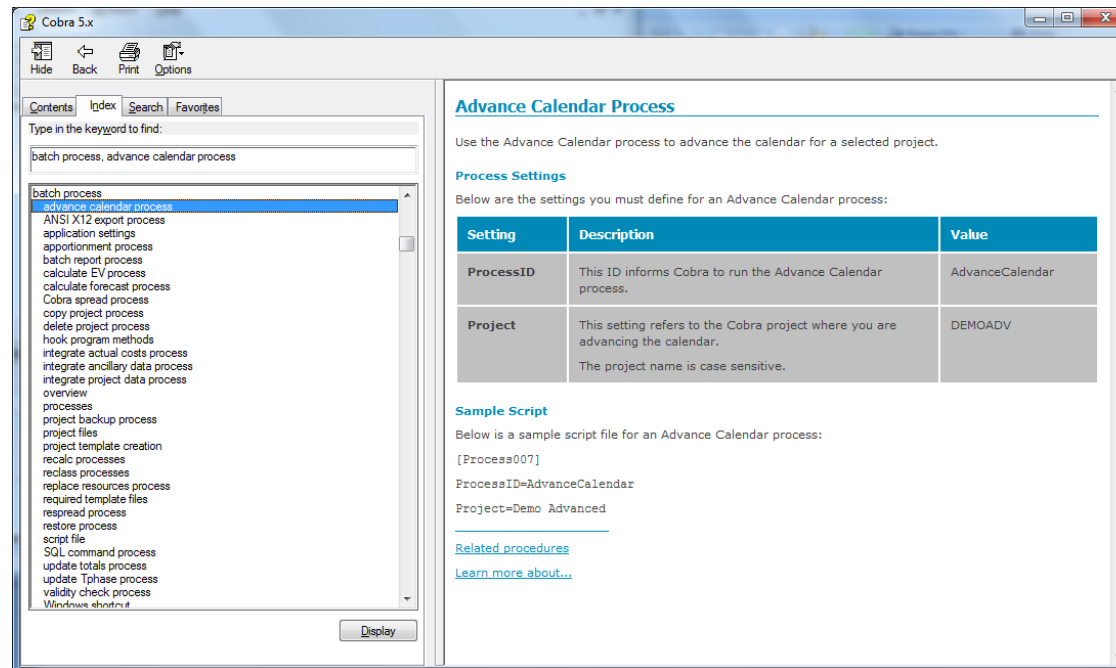 Cobra 5.x
Hide Back Print Options
Contents Index Search Favorites
Type in the keyword to find:
batch process, advance calendar process
batch process
advance calendar process
ANSI X12 export process
application settings
apportionment process
batch report process
calculate EV process
calculate forecast process
Cobra spread process
copy project process
delete project process
hook program methods
integrate actual costs process
integrate ancillary data process
integrate project data process
overview
processes
project backup process
project files
project template creation
recalc processes
reclass processes
replace resources process
required template files
respread process
restore process
script file
SQL command process
update totals process
update Tphase process
validity check process
Windows shortcut
Display
Advance Calendar Process
Use the Advance Calendar process to advance the calendar for a selected project.
Process Settings
Below are the settings you must define for an Advance Calendar process:
Setting Description Value
ProcessID This ID informs Cobra to run the Advance Calendar AdvanceCalendar
process.
Project This setting refers to the Cobra project where you are DEMOADV
advancing the calendar.
The project name is case sensitive.
Sample Script
Below is a sample script file for an Advance Calendar process:
[Process007]
ProcessID=AdvanceCalendar
Project=Demo Advanced
Related procedures
Learn more about...